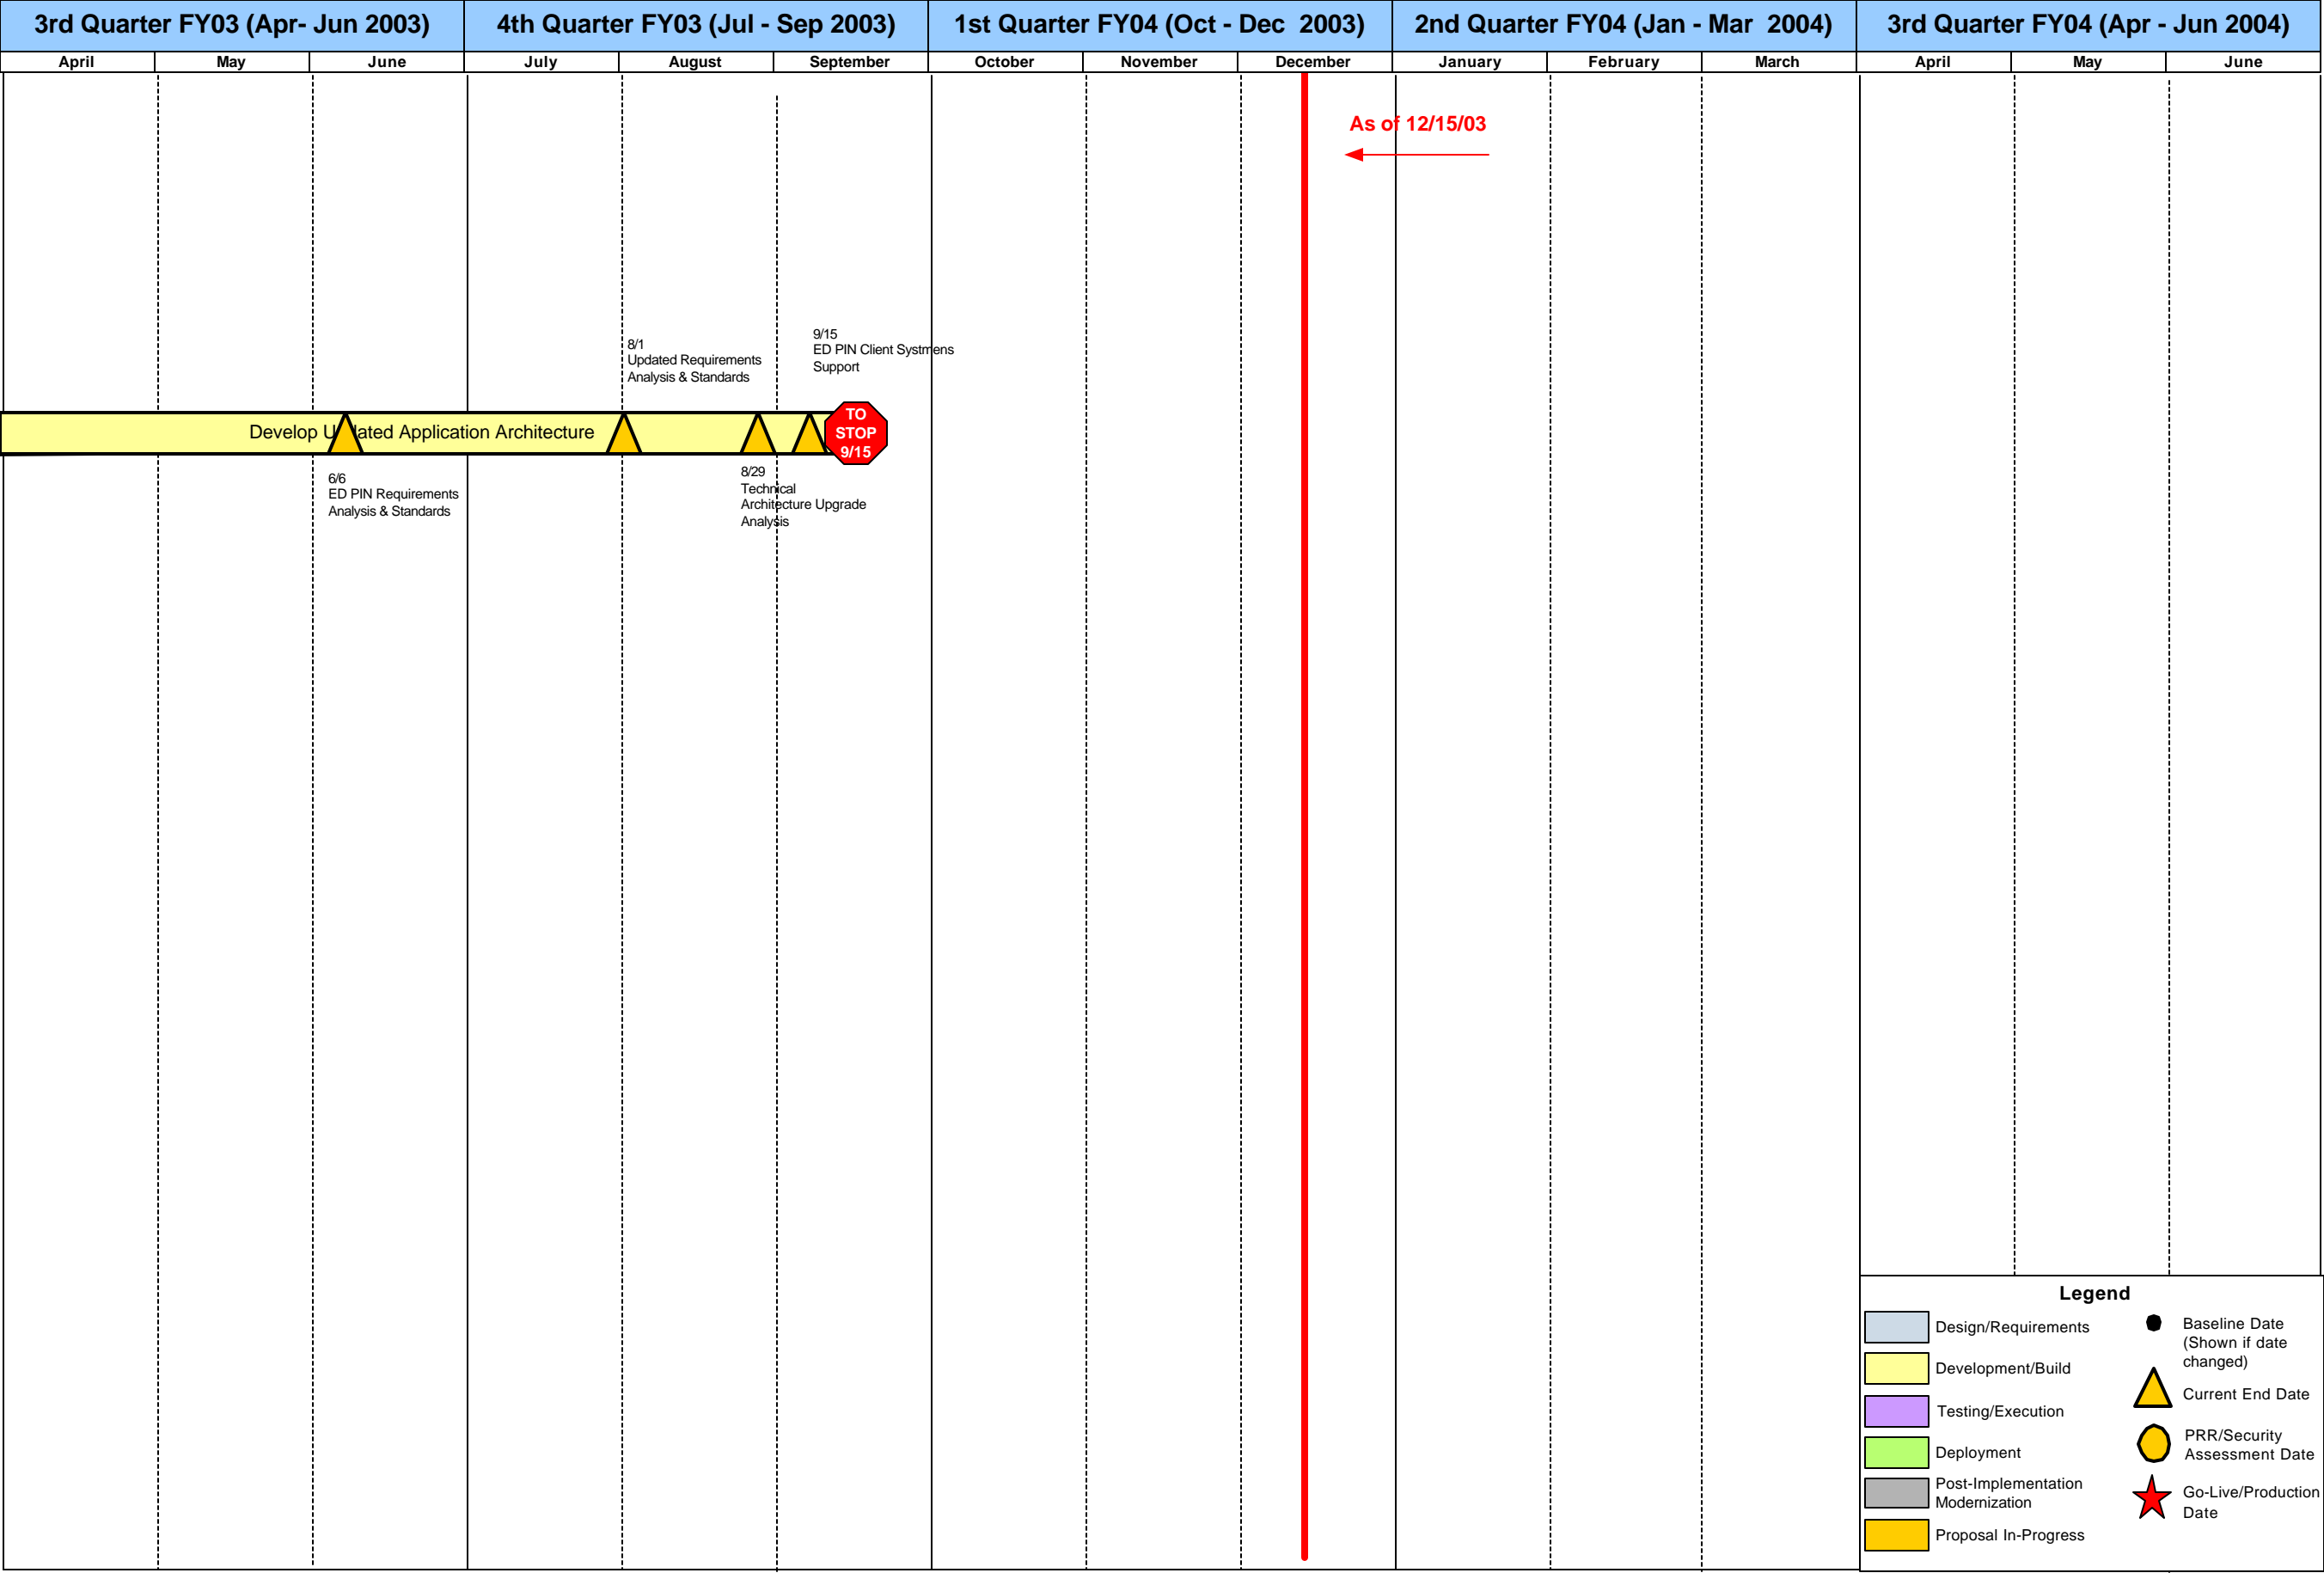 3rd Quarter FY03 (Apr- Jun 2003)
4th Quarter FY03 (Jul - Sep 2003)
1st Quarter FY04 (Oct - Dec 2003)
2nd Quarter FY04 (Jan - Mar 2004)
3rd Quarter FY04 (Apr - Jun 2004)
April
May
June
July
August
September
October
November
December
January
February
March
April
May
June
As of 12/15/03
8/1
Updated Requirements
Analysis & Standards
9/15
ED PIN Client Systmens
Support
Develop Updated Application Architecture
TO
STOP
9/15
6/6
ED PIN Requirements
Analysis & Standards
8/29
Technical
Architecture Upgrade
Analysis
Legend
Design/Requirements
Development/Build
Testing/Execution
Deployment
Post-Implementation
Modernization
Proposal In-Progress
Baseline Date
(Shown if date
changed)
Current End Date
PRR/Security
Assessment Date
Go-Live/Production
Date